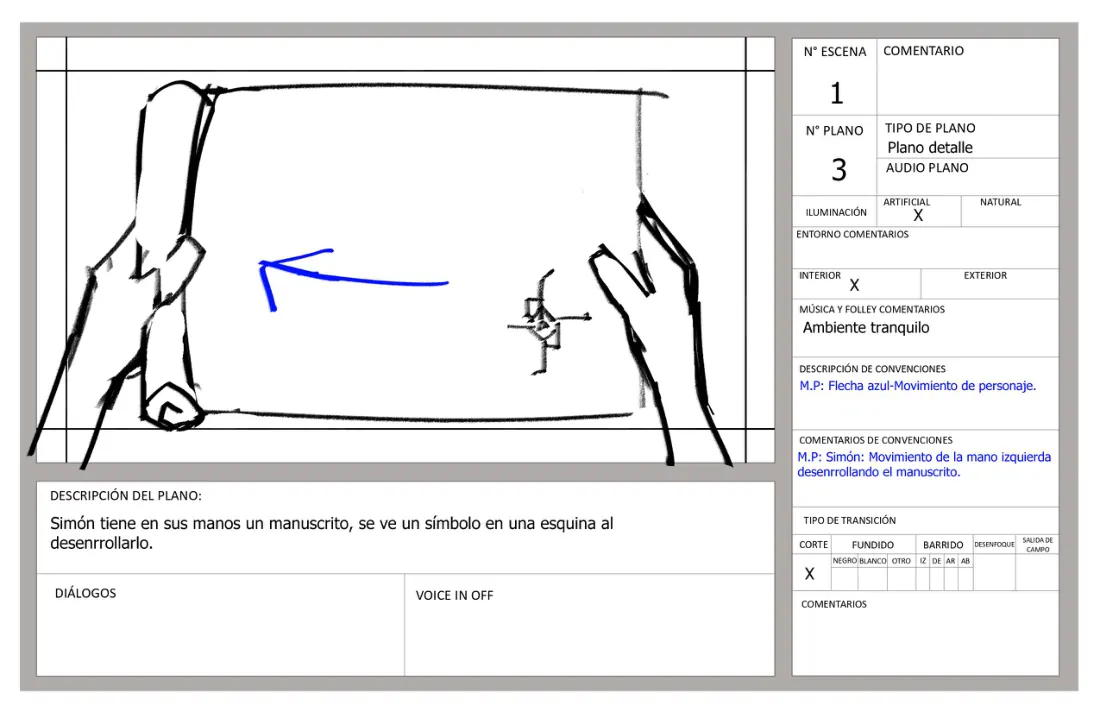 N° ESCENA
1
COMENTARIO
N° PLANO
3
TIPO DE PLANO
Plano detalle
AUDIO PLANO
ILUMINACIÓN
ARTIFICIAL
X
NATURAL
ENTORNO COMENTARIOS
INTERIOR
X
EXTERIOR
MÚSICA Y FOLLEY COMENTARIOS
Ambiente tranquilo
DESCRIPCIÓN DE CONVENCIONES
M.P: Flecha azul-Movimiento de personaje.
COMENTARIOS DE CONVENCIONES
M.P: Simón: Movimiento de la mano izquierda
desenrrollando el manuscrito.
TIPO DE TRANSICIÓN
CORTE
X
FUNDIDO
NEGRO BLANCO OTRO
BARRIDO
IZ DE AR AB
DESENFOQUE
SALIDA DE
CAMPO
COMENTARIOS
DESCRIPCIÓN DEL PLANO:
Simón tiene en sus manos un manuscrito, se ve un símbolo en una esquina al
desenrrollarlo.
DIÁLOGOS
VOICE IN OFF